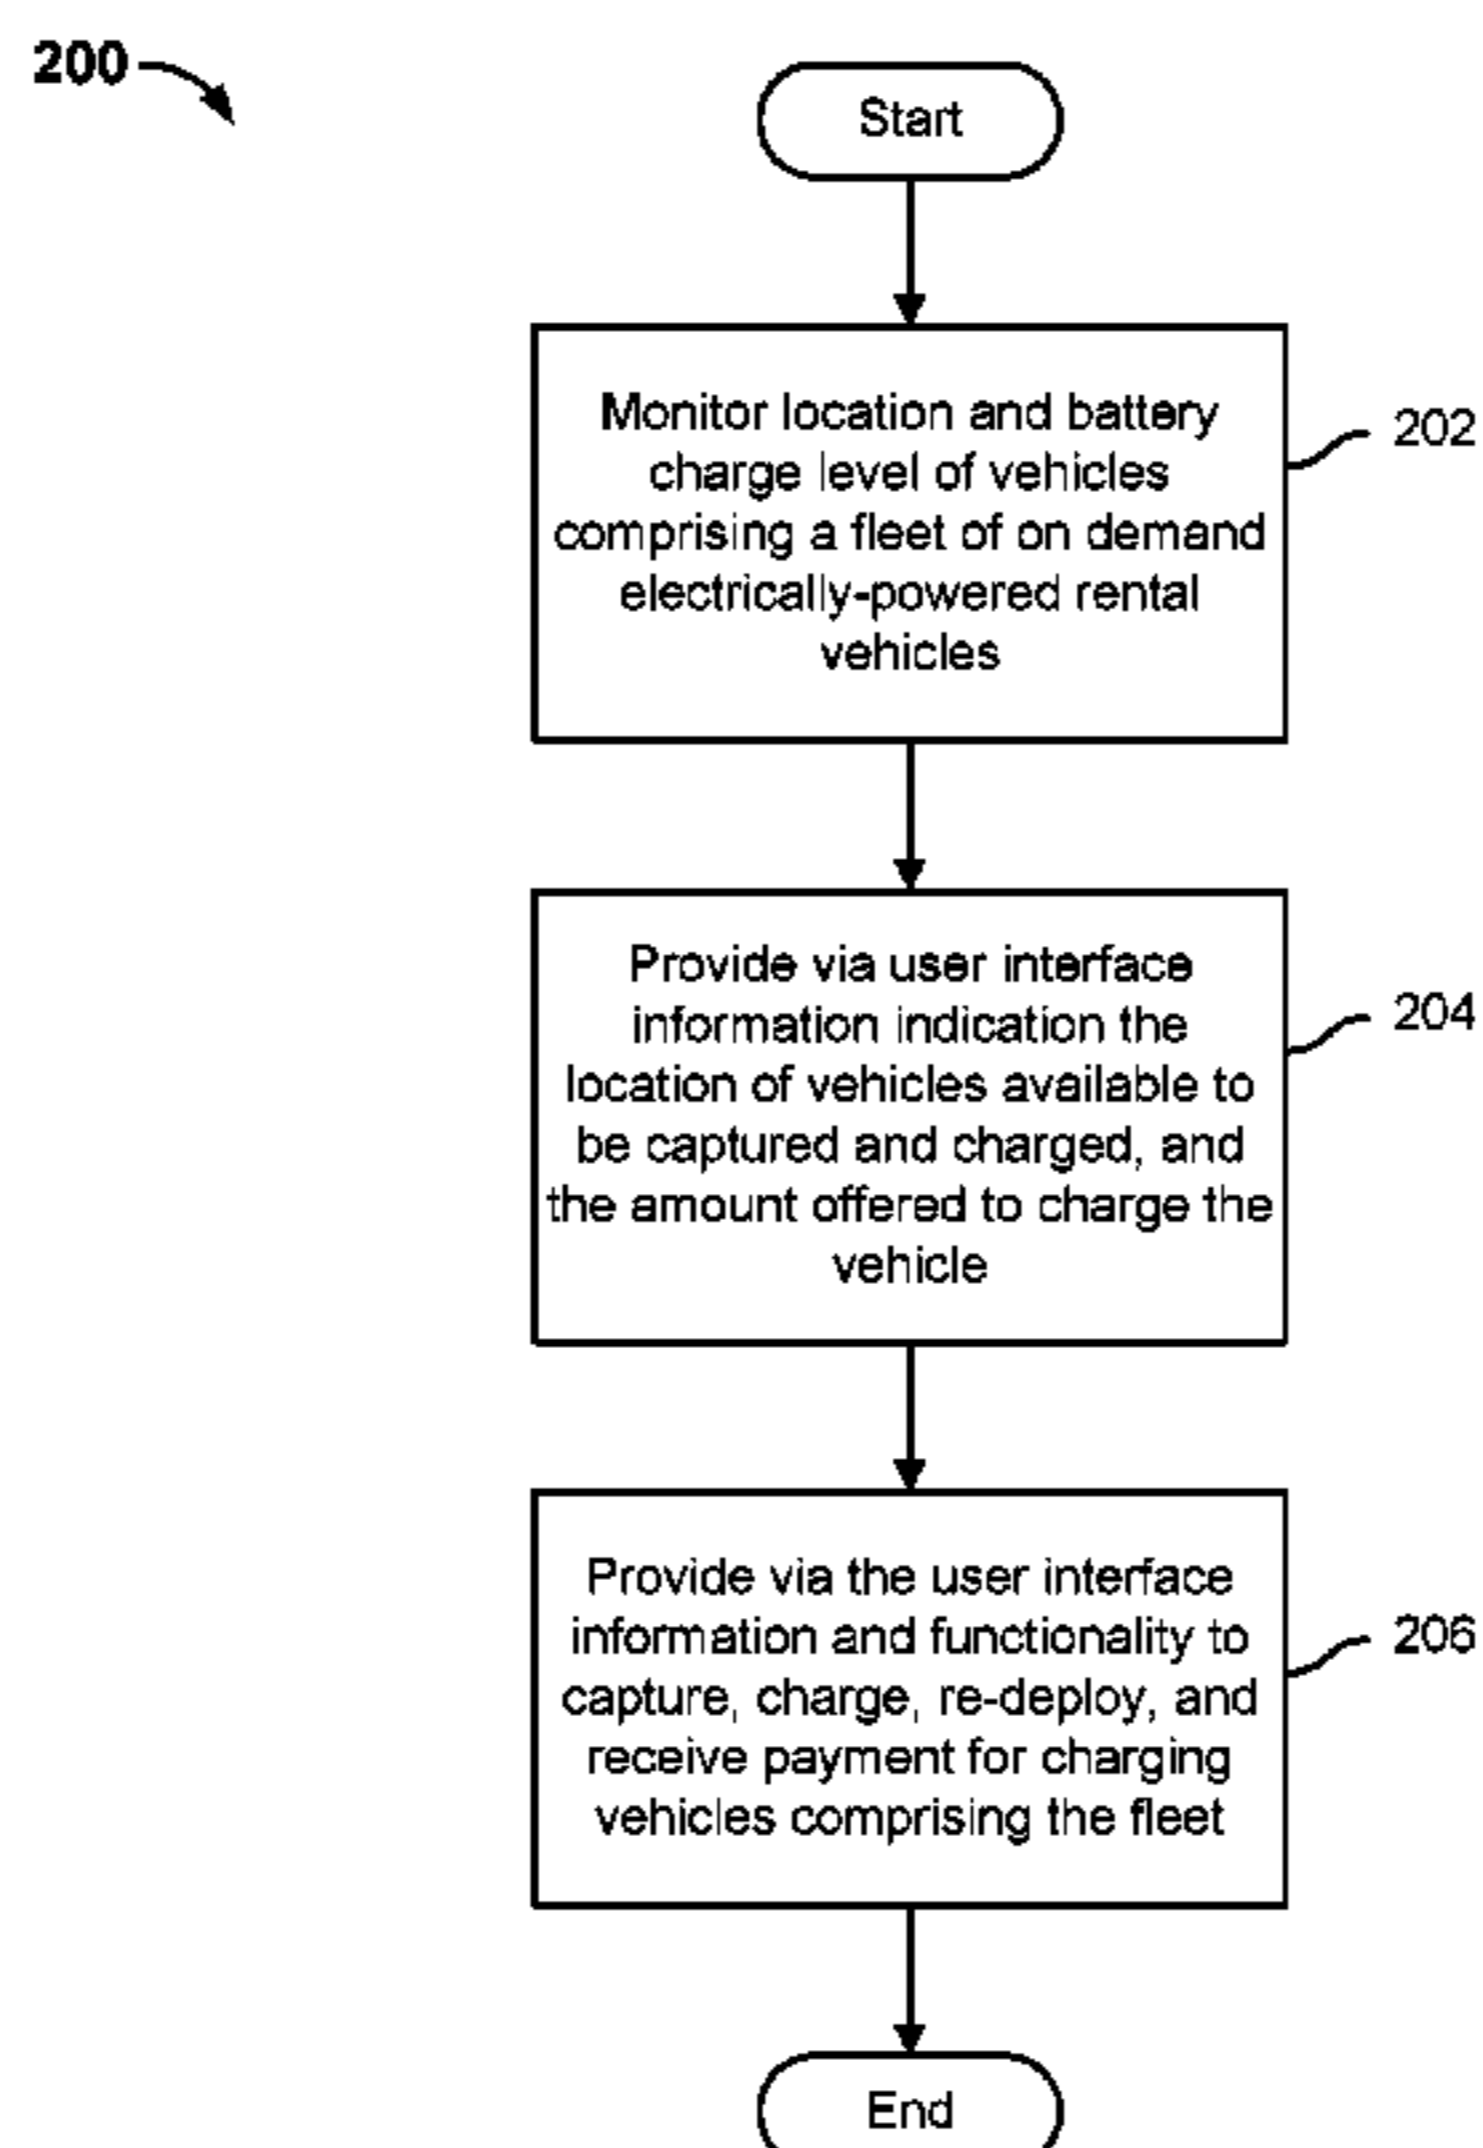 200
Start
Monitor location and battery
charge level of vehicles
comprising a fleet of on demand
electrically-powered rental
vehicles
202
Provide via user interface
information indication the
location of vehicles available to
be captured and charged, and
the amount offered to charge the
vehicle
204
Provide via the user interface
information and functionality to
capture, charge, re-deploy, and
receive payment for charging
vehicles comprising the fleet
206
End